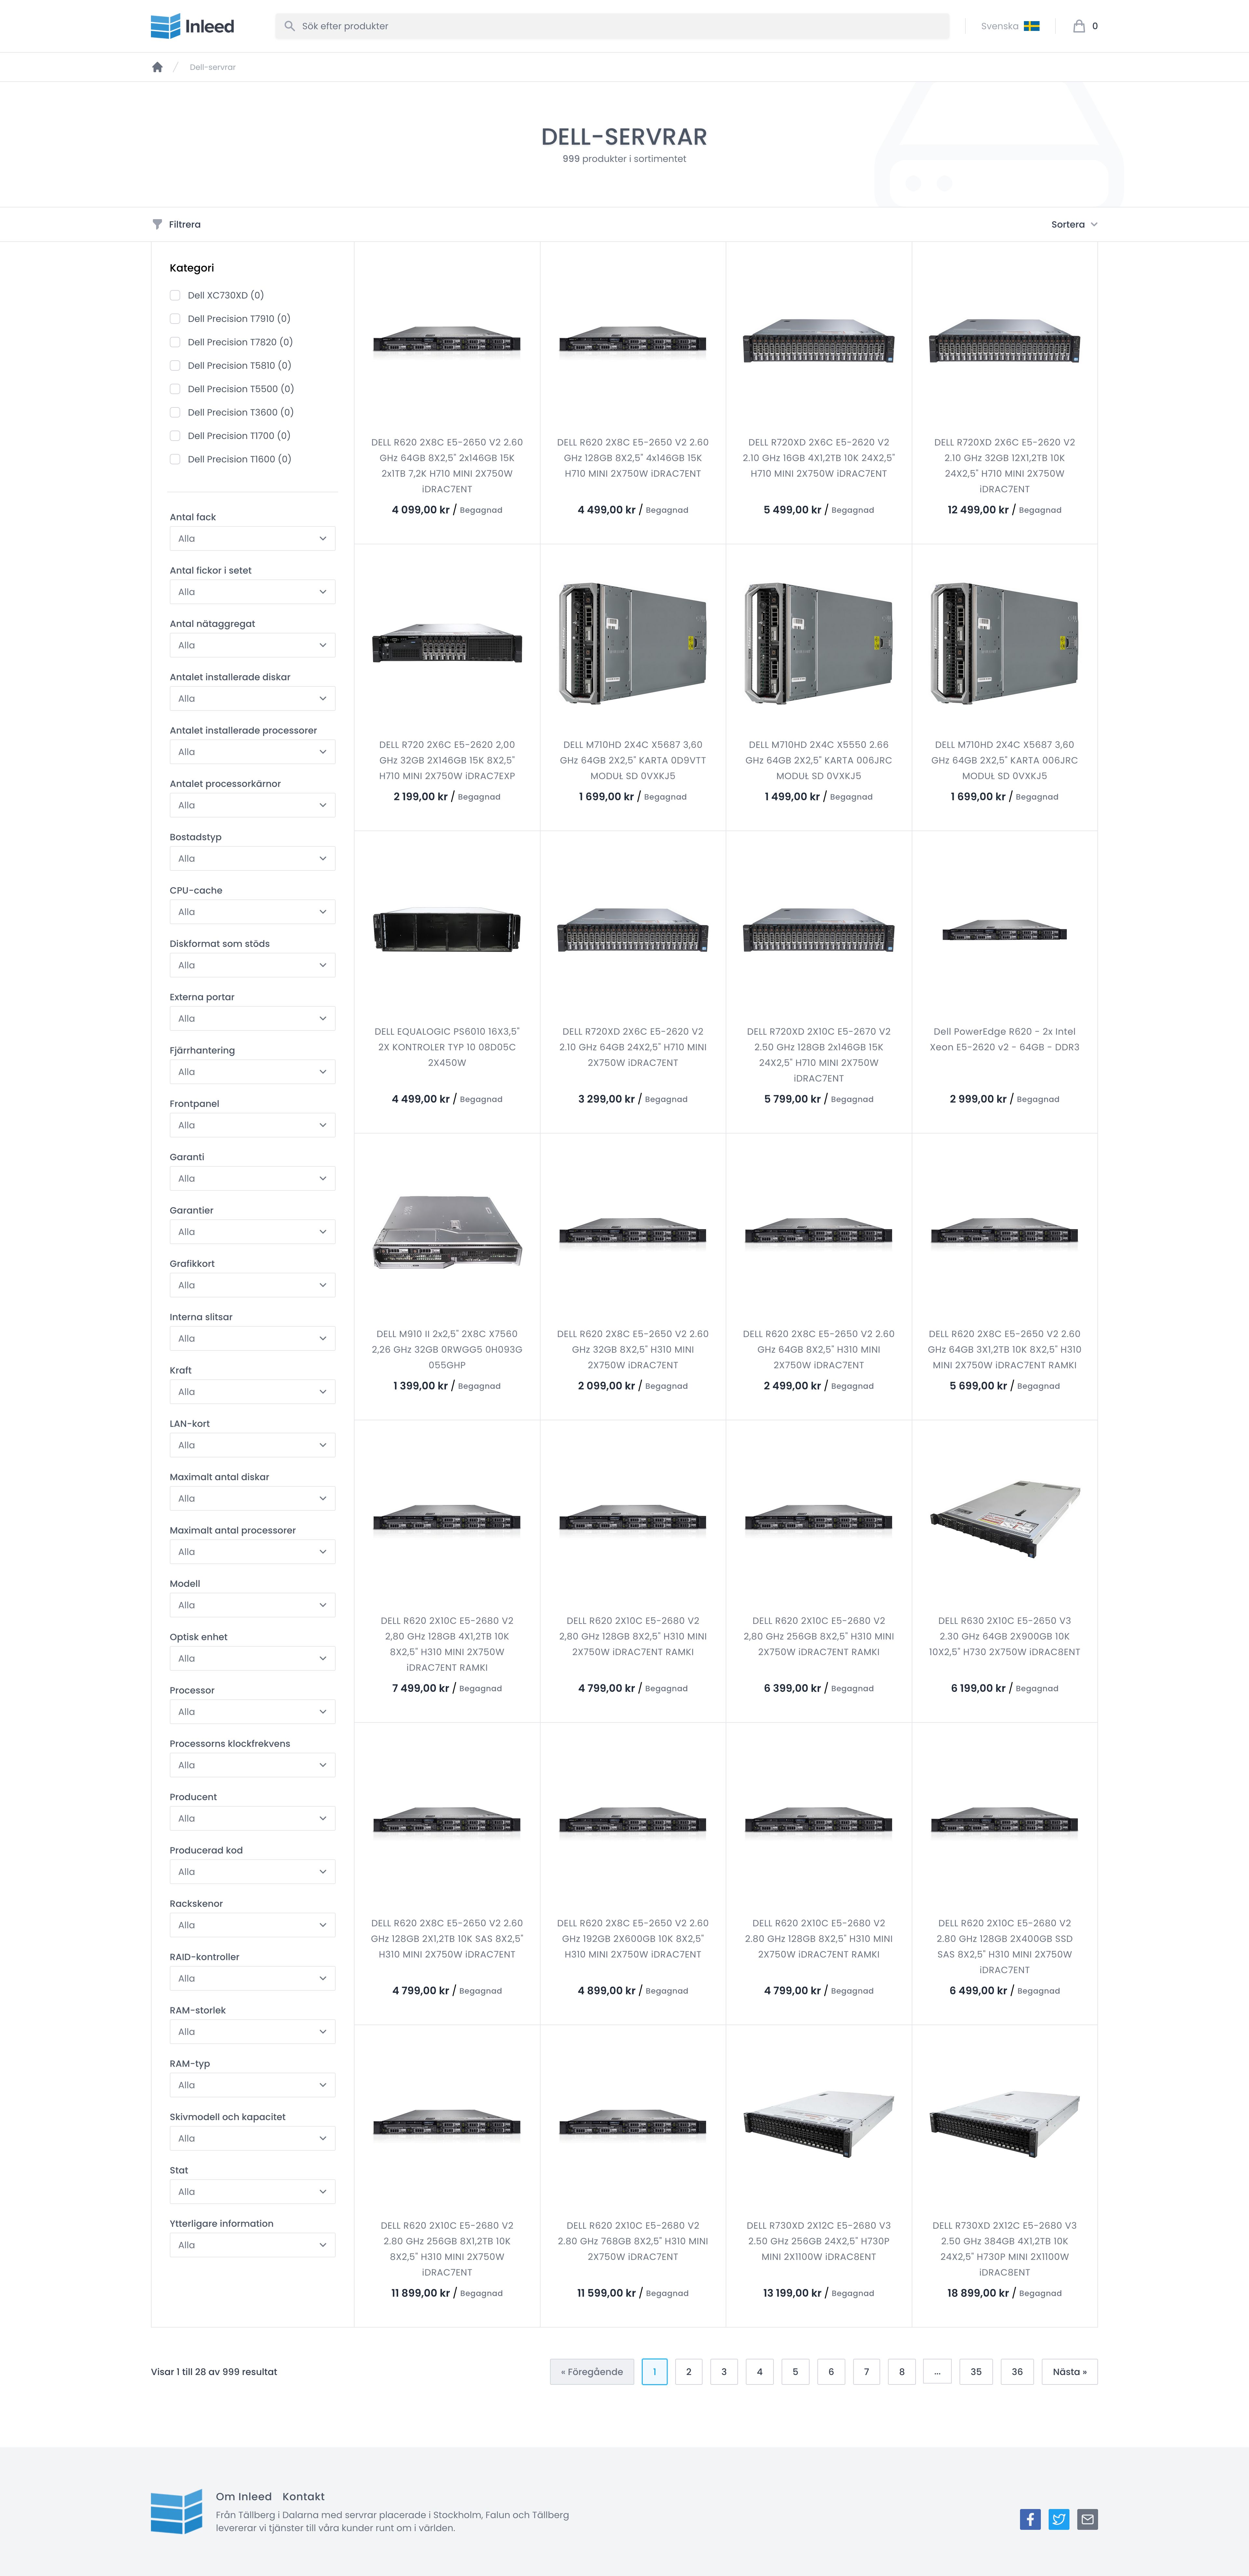 Inleed
Sök efter produkter
Svenska
0
Dell-servrar
DELL-SERVRAR
999 produkter i sortimentet
Filtrera
Sortera
Kategori
Dell XC730XD (0)
Dell Precision T7910 (0)
Dell Precision T7820 (0)
Dell Precision T5810 (0)
Dell Precision T5500 (0)
Dell Precision T3600 (0)
Dell Precision T1700 (0)
Dell Precision T1600 (0)
Antal fack
Alla
Antal fickor i setet
Alla
Antal nätaggregat
Alla
Antalet installerade diskar
Alla
Antalet installerade processorer
Alla
Antalet processorkärnor
Alla
Bostadstyp
Alla
CPU-cache
Alla
Diskformat som stöds
Alla
Externa portar
Alla
Fjärrhantering
Alla
Frontpanel
Alla
Garanti
Alla
Garantier
Alla
Grafikkort
Alla
Interna slitsar
Alla
Kraft
Alla
LAN-kort
Alla
Maximalt antal diskar
Alla
Maximalt antal processorer
Alla
Modell
Alla
Optisk enhet
Alla
Processor
Alla
Processorns klockfrekvens
Alla
Producent
Alla
Producerad kod
Alla
Rackskenor
Alla
RAID-kontroller
Alla
RAM-storlek
Alla
RAM-typ
Alla
Skivmodell och kapacitet
Alla
Stat
Alla
Ytterligare information
Alla
DELL R620 2X8C E5-2650 V2 2.60
GHz 64GB 8X2,5" 2x146GB 15K
2x1TB 7,2K H710 MINI 2X750W
iDRAC7ENT
4 099,00 kr / Begagnad
DELL R620 2X8C E5-2650 V2 2.60
GHz 128GB 8X2,5" 4x146GB 15K
H710 MINI 2X750W iDRAC7ENT
4 499,00 kr / Begagnad
DELL R720XD 2X6C E5-2620 V2
2.10 GHz 16GB 4X1,2TB 10K 24X2,5"
H710 MINI 2X750W iDRAC7ENT
5 499,00 kr / Begagnad
DELL R720XD 2X6C E5-2620 V2
2.10 GHz 32GB 12X1,2TB 10K
24X2,5" H710 MINI 2X750W
iDRAC7ENT
12 499,00 kr / Begagnad
DELL R720 2X6C E5-2620 2,00
GHz 32GB 2X146GB 15K 8X2,5"
H710 MINI 2X750W iDRAC7EXP
2 199,00 kr / Begagnad
DELL M710HD 2X4C X5687 3,60
GHz 64GB 2X2,5" KARTA 0D9VTT
MODUŁ SD 0VXKJ5
1 699,00 kr / Begagnad
DELL M710HD 2X4C X5550 2.66
GHz 64GB 2X2,5" KARTA 006JRC
MODUŁ SD 0VXKJ5
1 499,00 kr / Begagnad
DELL M710HD 2X4C X5687 3,60
GHz 64GB 2X2,5" KARTA 006JRC
MODUŁ SD 0VXKJ5
1 699,00 kr / Begagnad
DELL EQUALOGIC PS6010 16X3,5"
2X KONTROLER TYP 10 08D05C
2X450W
4 499,00 kr / Begagnad
DELL R720XD 2X6C E5-2620 V2
2.10 GHz 64GB 24X2,5" H710 MINI
2X750W iDRAC7ENT
3 299,00 kr / Begagnad
DELL R720XD 2X10C E5-2670 V2
2.50 GHz 128GB 2x146GB 15K
24X2,5" H710 MINI 2X750W
iDRAC7ENT
5 799,00 kr / Begagnad
Dell PowerEdge R620 - 2x Intel
Xeon E5-2620 v2 - 64GB - DDR3
2 999,00 kr / Begagnad
DELL M910 II 2x2,5" 2X8C X7560
2,26 GHz 32GB 0RWGG5 0H093G
055GHP
1 399,00 kr / Begagnad
DELL R620 2X8C E5-2650 V2 2.60
GHz 32GB 8X2,5" H310 MINI
2X750W iDRAC7ENT
2 099,00 kr / Begagnad
DELL R620 2X8C E5-2650 V2 2.60
GHz 64GB 8X2,5" H310 MINI
2X750W iDRAC7ENT
2 499,00 kr / Begagnad
DELL R620 2X8C E5-2650 V2 2.60
GHz 64GB 3X1,2TB 10K 8X2,5" H310
MINI 2X750W iDRAC7ENT RAMKI
5 699,00 kr / Begagnad
DELL R620 2X10C E5-2680 V2
2,80 GHz 128GB 4X1,2TB 10K
8X2,5" H310 MINI 2X750W
iDRAC7ENT RAMKI
7 499,00 kr / Begagnad
DELL R620 2X10C E5-2680 V2
2,80 GHz 128GB 8X2,5" H310 MINI
2X750W iDRAC7ENT RAMKI
4 799,00 kr / Begagnad
DELL R620 2X10C E5-2680 V2
2,80 GHz 256GB 8X2,5" H310 MINI
2X750W iDRAC7ENT RAMKI
6 399,00 kr / Begagnad
DELL R630 2X10C E5-2650 V3
2.30 GHz 64GB 2X900GB 10K
10X2,5" H730 2X750W iDRAC8ENT
6 199,00 kr / Begagnad
DELL R620 2X8C E5-2650 V2 2.60
GHz 128GB 2X1,2TB 10K SAS 8X2,5"
H310 MINI 2X750W iDRAC7ENT
4 799,00 kr / Begagnad
DELL R620 2X8C E5-2650 V2 2.60
GHz 192GB 2X600GB 10K 8X2,5"
H310 MINI 2X750W iDRAC7ENT
4 899,00 kr / Begagnad
DELL R620 2X10C E5-2680 V2
2.80 GHz 128GB 8X2,5" H310 MINI
2X750W iDRAC7ENT RAMKI
4 799,00 kr / Begagnad
DELL R620 2X10C E5-2680 V2
2.80 GHz 128GB 2X400GB SSD
SAS 8X2,5" H310 MINI 2X750W
iDRAC7ENT
6 499,00 kr / Begagnad
DELL R620 2X10C E5-2680 V2
2.80 GHz 256GB 8X1,2TB 10K
8X2,5" H310 MINI 2X750W
iDRAC7ENT
11 899,00 kr / Begagnad
DELL R620 2X10C E5-2680 V2
2.80 GHz 768GB 8X2,5" H310 MINI
2X750W iDRAC7ENT
11 599,00 kr / Begagnad
DELL R730XD 2X12C E5-2680 V3
2.50 GHz 256GB 24X2,5" H730P
MINI 2X1100W iDRAC8ENT
13 199,00 kr / Begagnad
DELL R730XD 2X12C E5-2680 V3
2.50 GHz 384GB 4X1,2TB 10K
24X2,5" H730P MINI 2X1100W
iDRAC8ENT
18 899,00 kr / Begagnad
Visar 1 till 28 av 999 resultat
« Föregående 1 2 3 4 5 6 7 8 ... 35 36 Nästa »
Om Inleed Kontakt
Från Tällberg i Dalarna med servrar placerade i Stockholm, Falun och Tällberg
levererar vi tjänster till våra kunder runt om i världen.